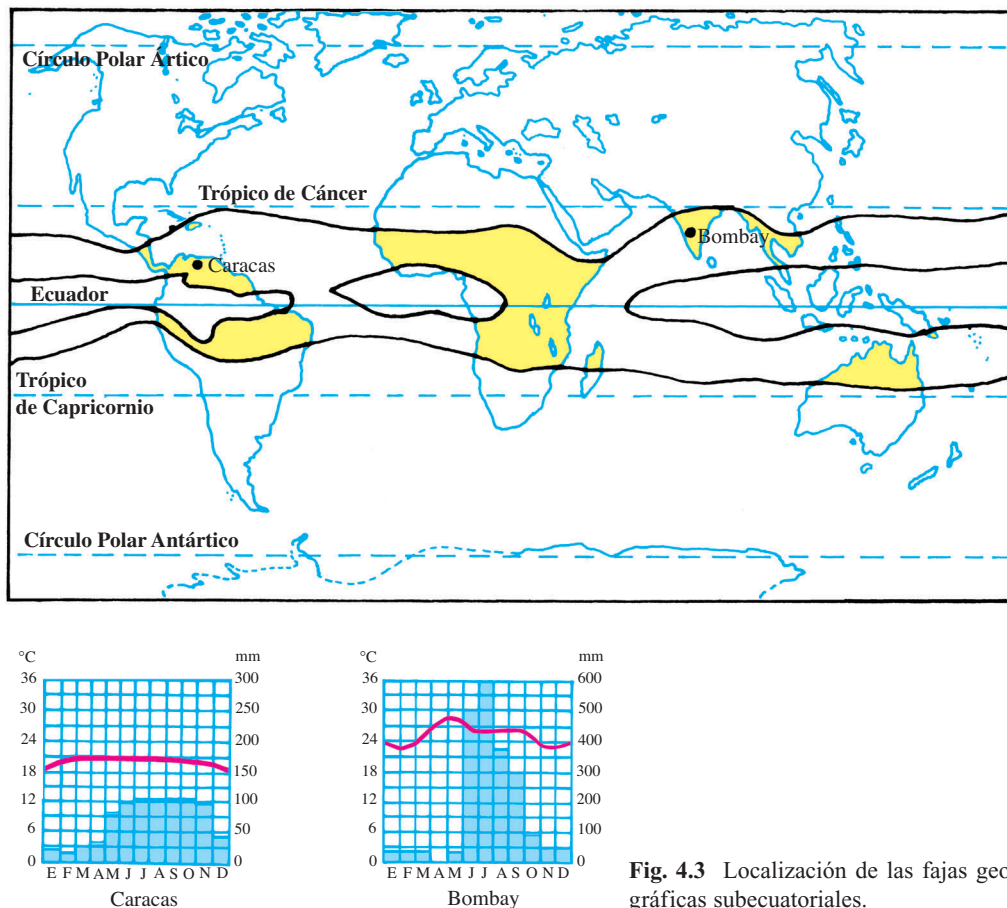 Círculo Polar Ártico
Trópico de Cáncer
Bombay
Caracas
Ecuador
Trópico
de Capricornio
Círculo Polar Antártico
°C mm
36 300
30 250
24 200
18 150
12 100
6 50
0 0
E F M A M J J A S O N D
Caracas
°C mm
36 600
30 500
24 400
18 300
12 200
6 100
0 0
E F M A M J J A S O N D
Bombay
Fig. 4.3 Localización de las fajas geo
gráficas subecuatoriales.